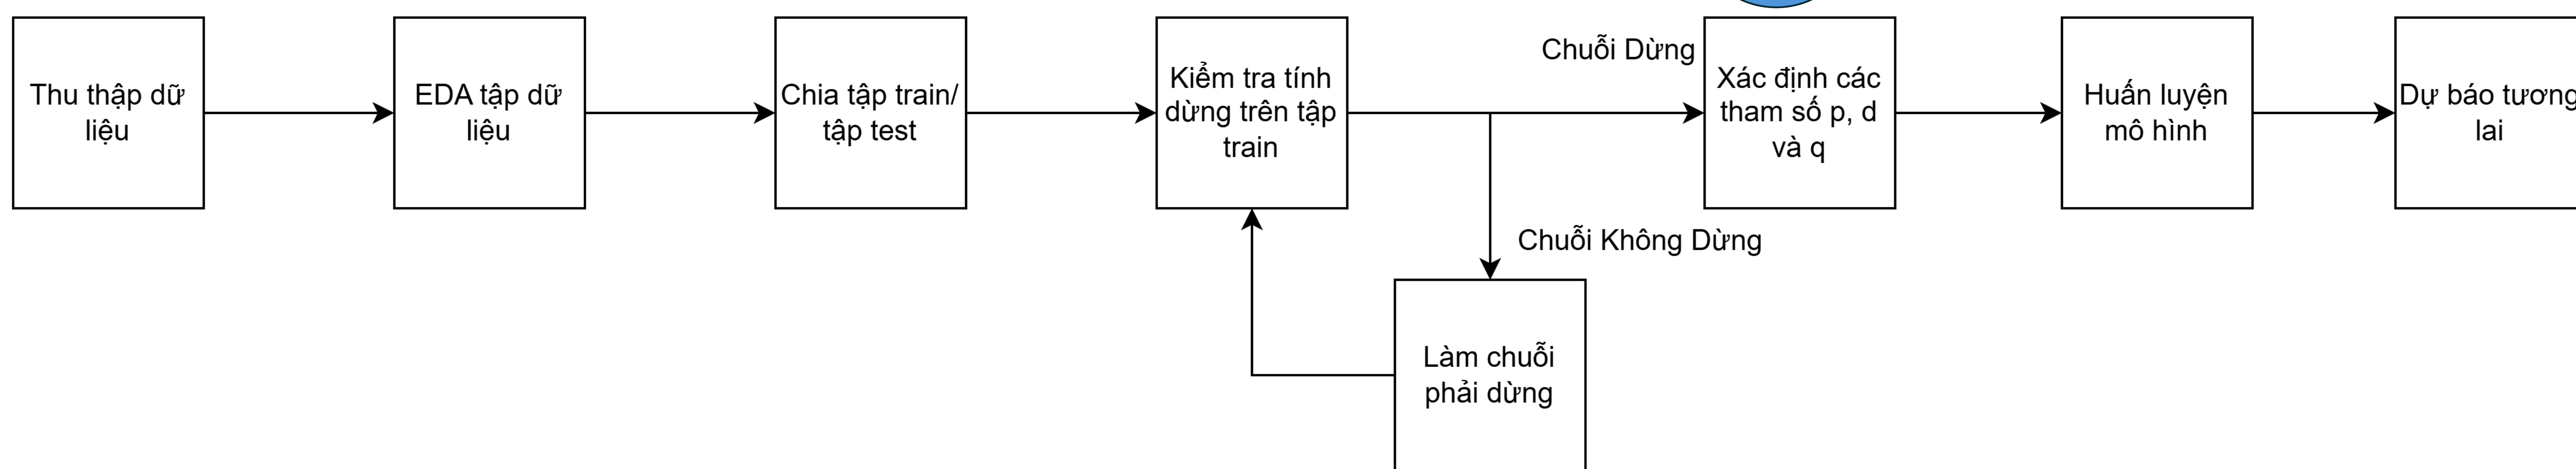 Thu thập dữ
liệu
EDA tập dữ
liệu
Chia tập train/
tập test
Kiểm tra tính
dừng trên tập
train
Chuỗi Dừng
Xác định các
tham số p, d
và q
Huấn luyện
mô hình
Dự báo tương
lai
Chuỗi Không Dừng
Làm chuỗi
phải dừng